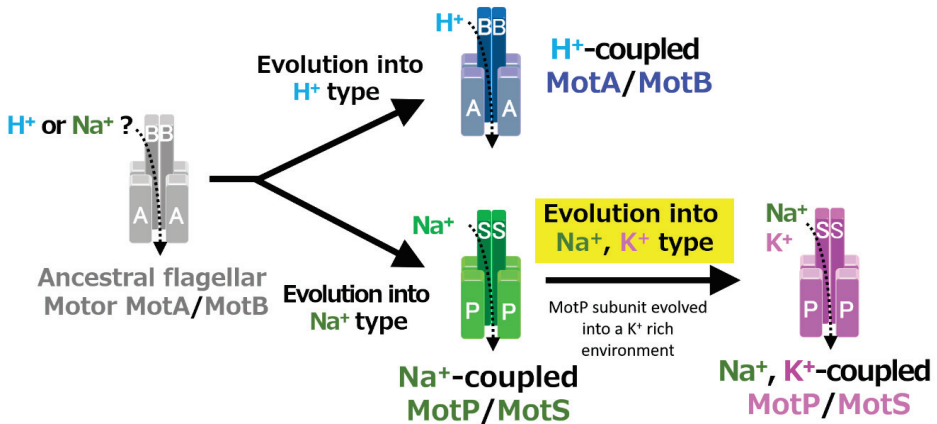 H⁺ or Na⁺ ?
BB
A A
Ancestral flagellar
Motor MotA/MotB
Evolution into
H⁺ type
H⁺
BB
A A
H⁺-coupled
MotA/MotB
Evolution into
Na⁺ type
Na⁺
SS
P P
Na⁺-coupled
MotP/MotS
Evolution into
Na⁺, K⁺ type
MotP subunit evolved
into a K⁺ rich
environment
Na⁺
K⁺
SS
P P
Na⁺, K⁺-coupled
MotP/MotS